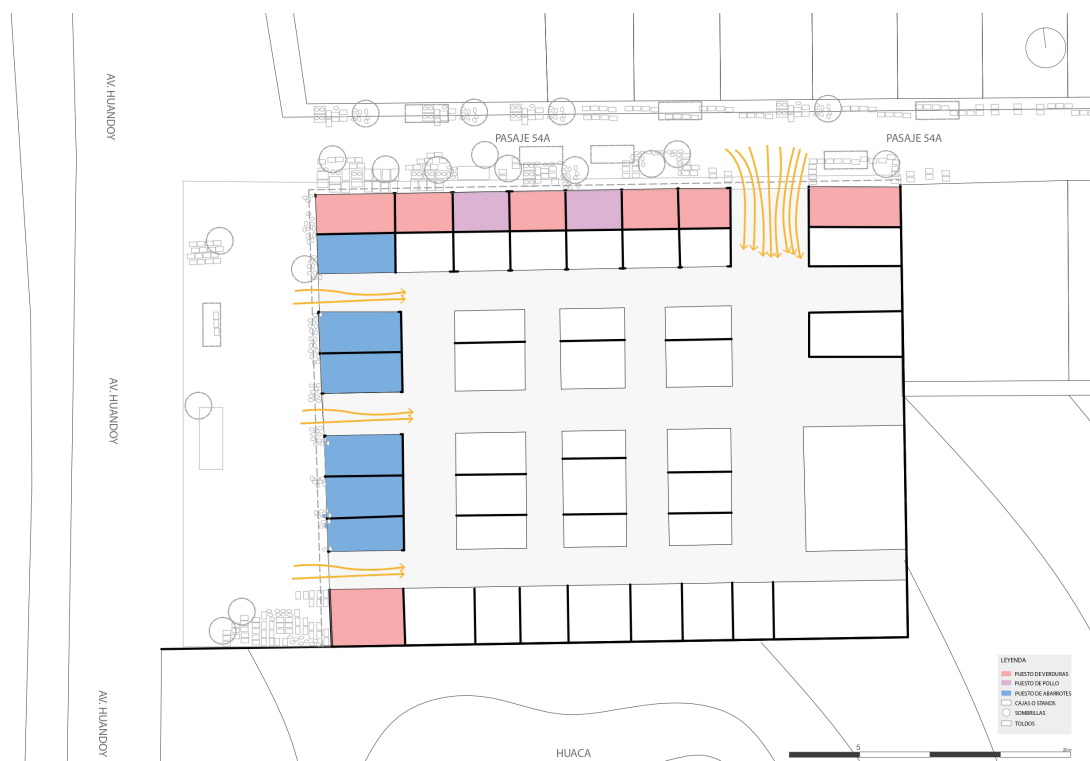 AV. HUANDOY
PASAJE 54A
PASAJE 54A
AV. HUANDOY
AV. HUANDOY
HUACA
LEYENDA
PUESTO DE VERDURAS
PUESTO DE POLLO
PUESTO DE ABARROTES
CAJAS O STANDS
SOMBRILLAS
TOLDOS
5
20m